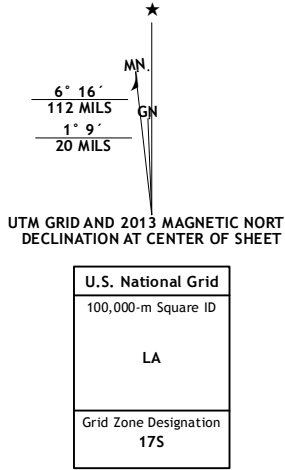 ★
MN.
GN
6° 16´
112 MILS
1° 9´
20 MILS
UTM GRID AND 2013 MAGNETIC NORT
DECLINATION AT CENTER OF SHEET
U.S. National Grid
100,000-m Square ID
LA
Grid Zone Designation
17S